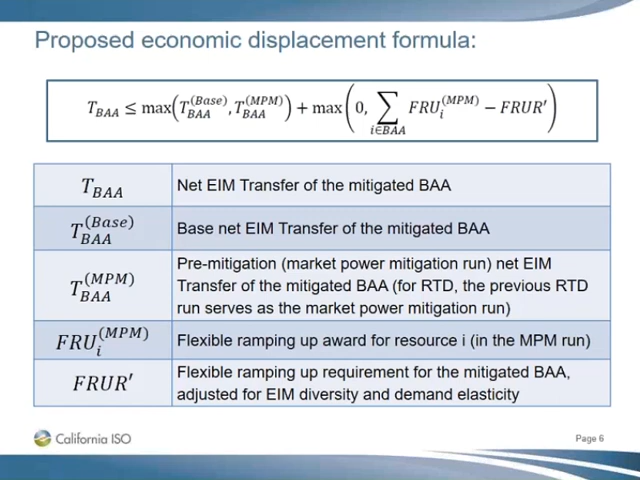 Proposed economic displacement formula:
T_BAA ≤ max(T_BAA^(Base), T_BAA^(MPM)) + max(0, ∑_{i∈BAA} FRU_i^(MPM) − FRUR′)
T_BAA Net EIM Transfer of the mitigated BAA
T_BAA^(Base) Base net EIM Transfer of the mitigated BAA
T_BAA^(MPM) Pre-mitigation (market power mitigation run) net EIM
Transfer of the mitigated BAA (for RTD, the previous RTD
run serves as the market power mitigation run)
FRU_i^(MPM) Flexible ramping up award for resource i (in the MPM run)
FRUR′ Flexible ramping up requirement for the mitigated BAA,
adjusted for EIM diversity and demand elasticity
California ISO
Page 6